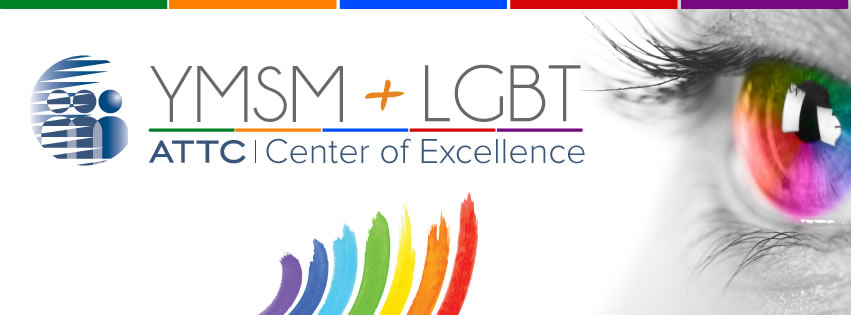 YMSM + LGBT
ATTC | Center of Excellence